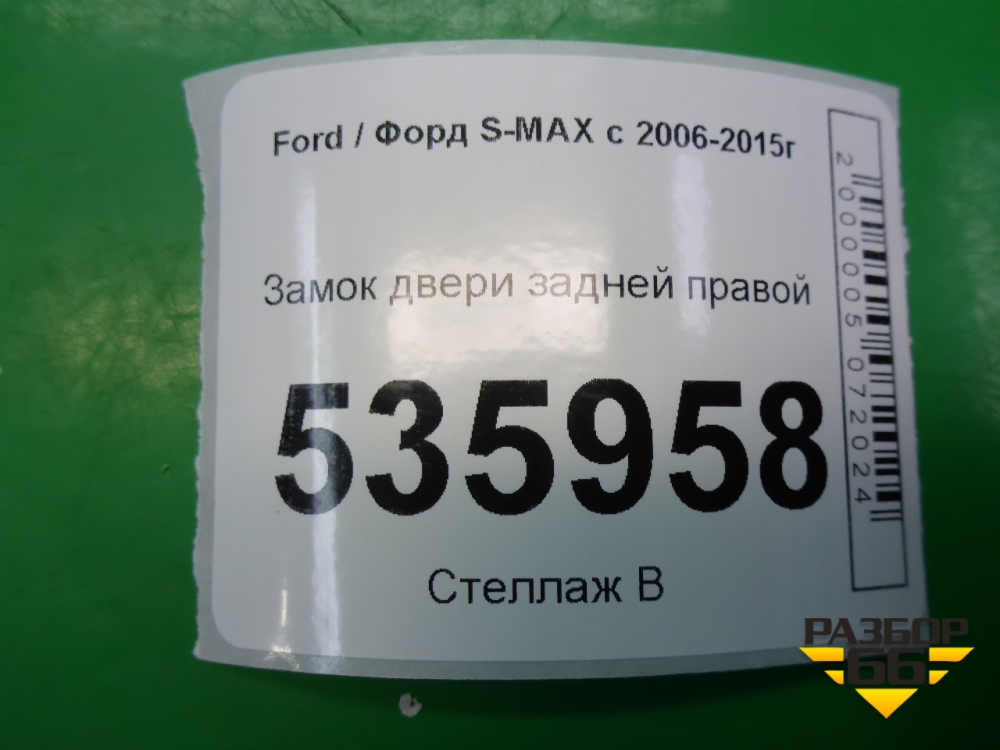 Ford / Форд S-MAX с 2006-2015г
Замок двери задней правой
535958
Стеллаж В
2000005072024
РАЗБОР
66